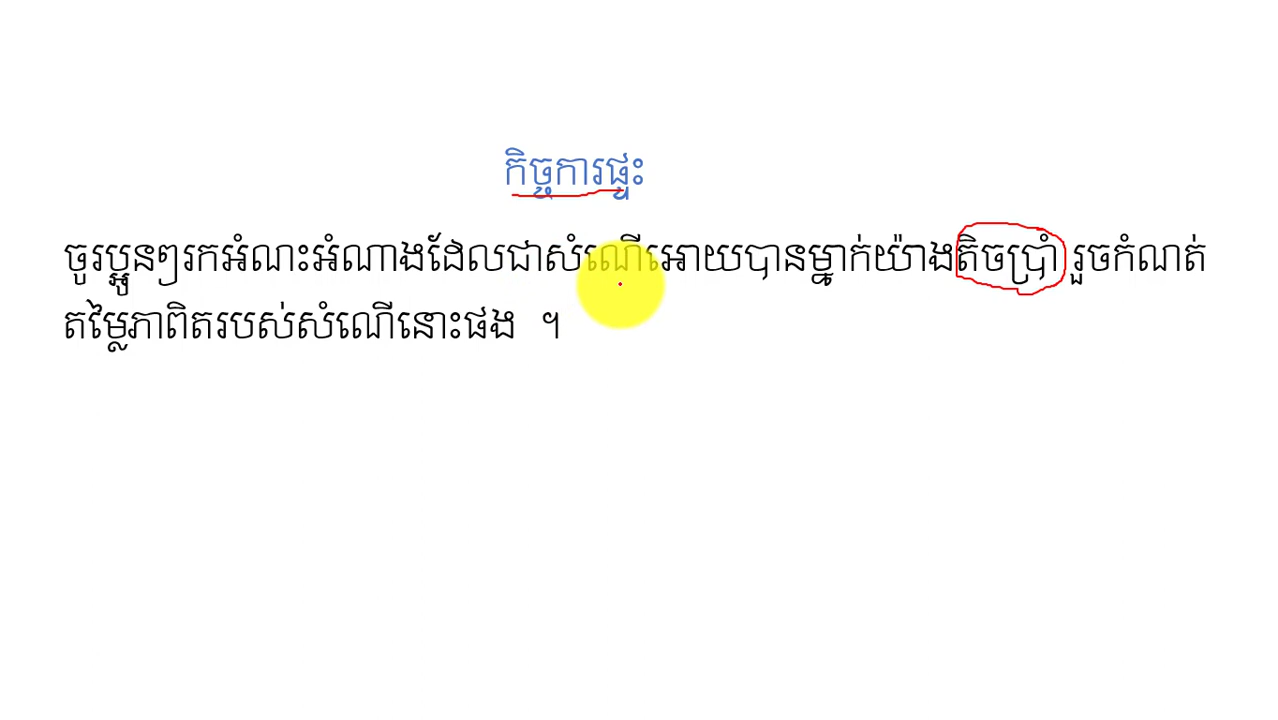 កិច្ចការផ្ទះ
ចូរប្អូនៗរកអំណះអំណាងដែលជាសំណើអោយបានម្នាក់យ៉ាងតិចប្រាំ រួចកំណត់
តម្លៃភាពិតរបស់សំណើនោះផង ។